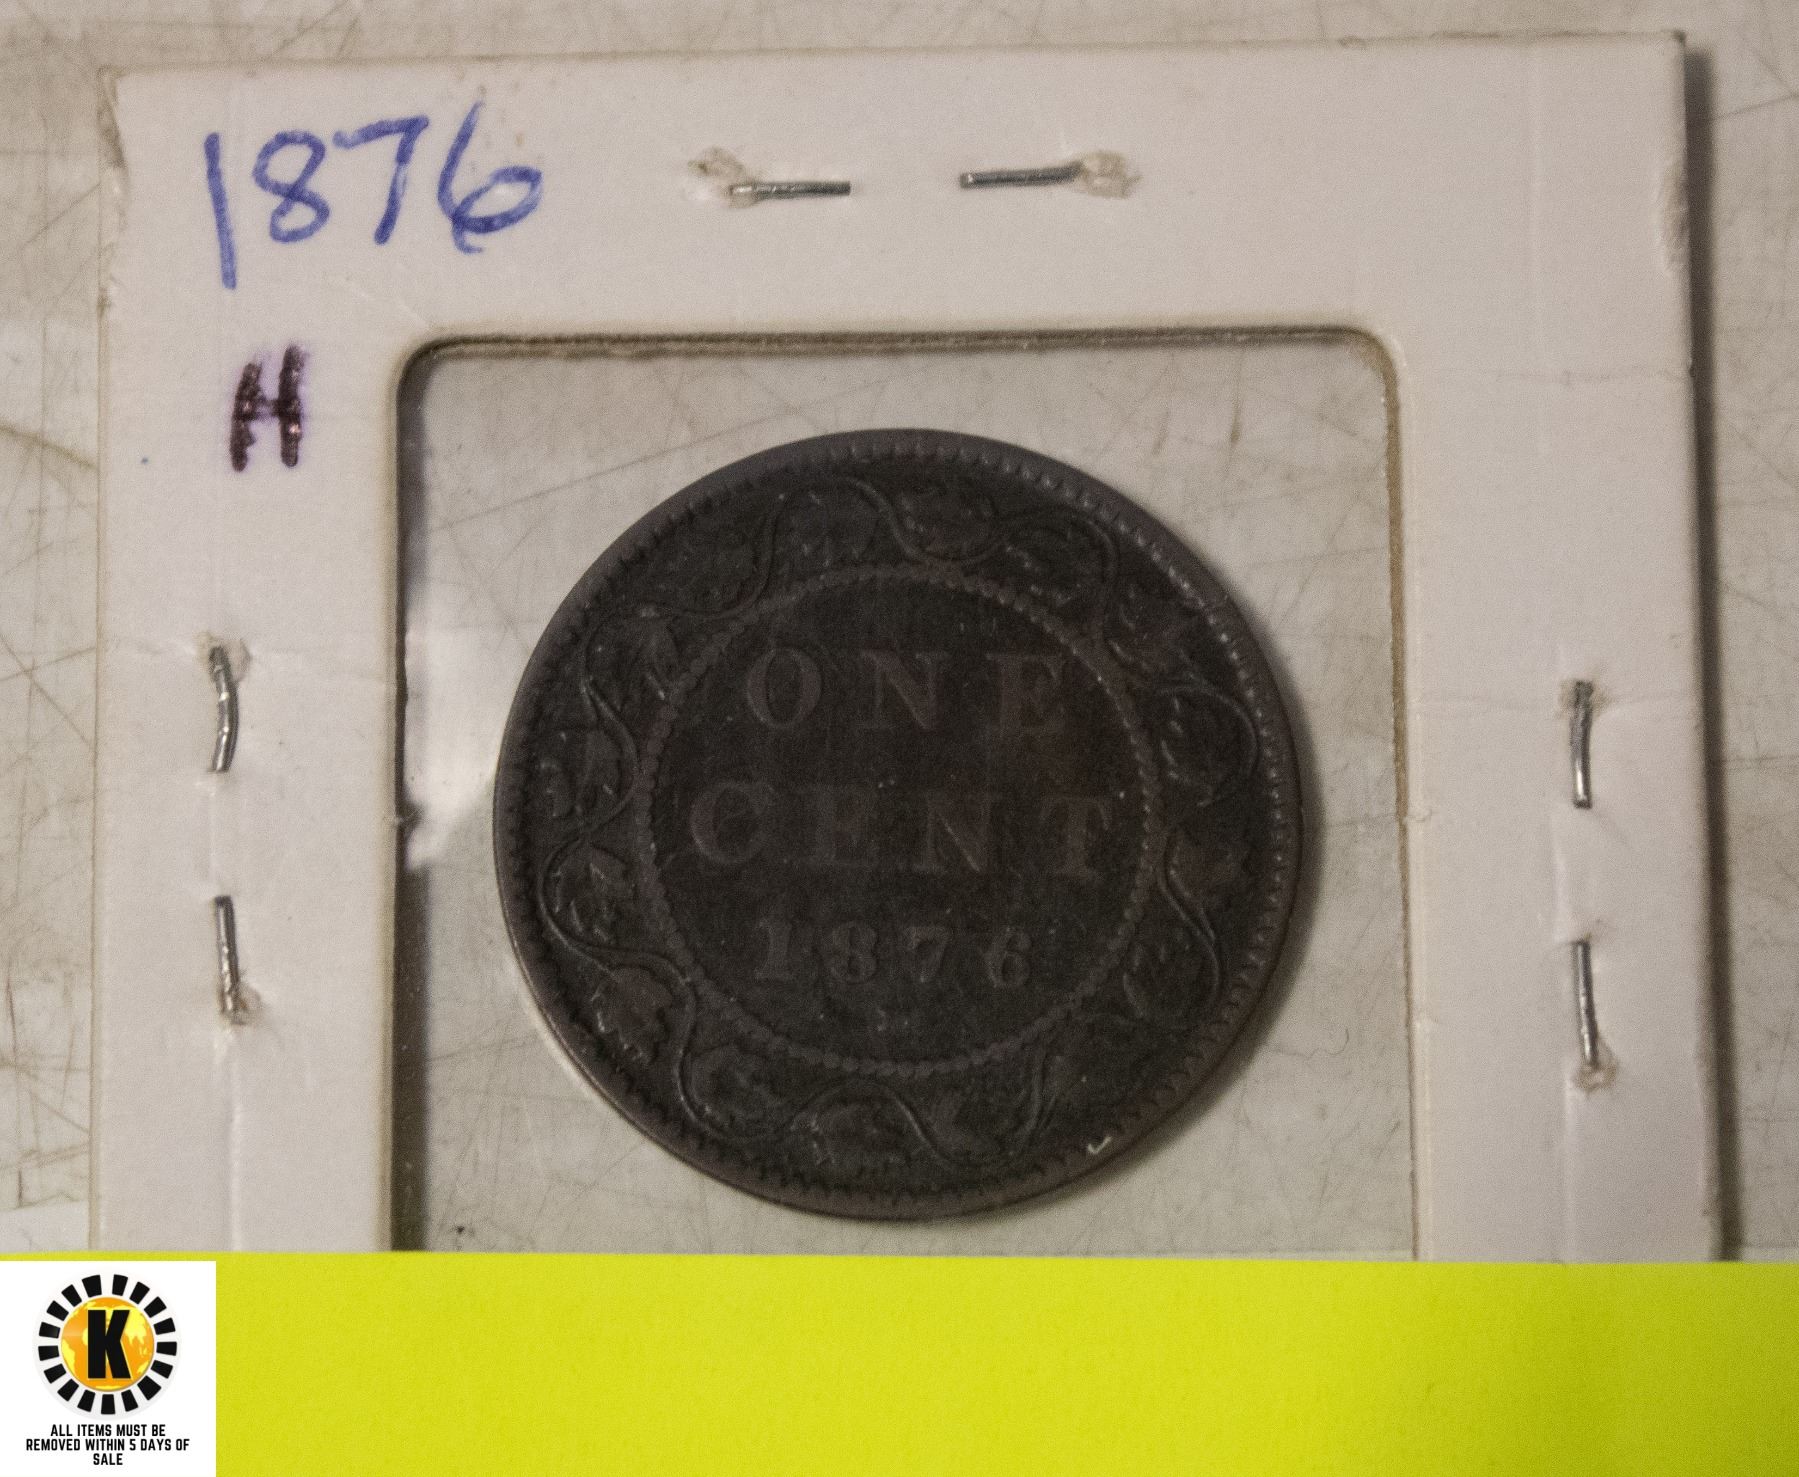 1876
H
ONE
CENT
1876
H
K
ALL ITEMS MUST BE
REMOVED WITHIN 5 DAYS OF
SALE